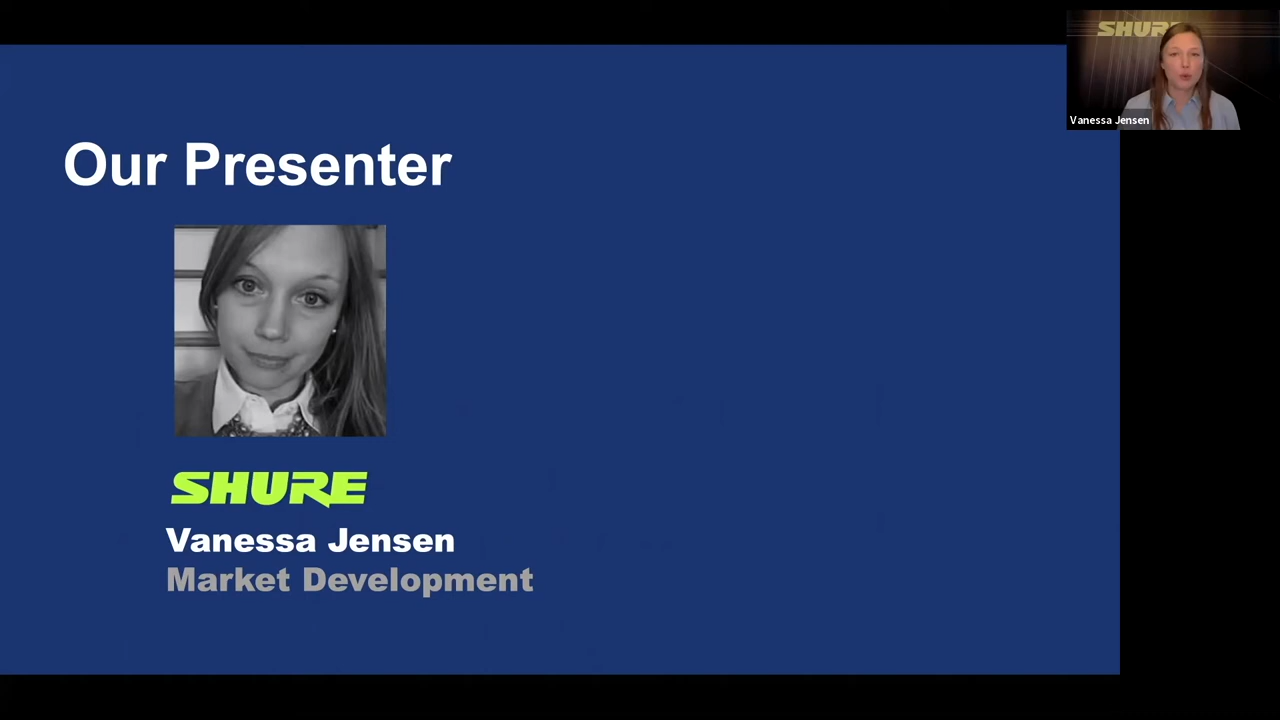 SHURE
Vanessa Jensen
Our Presenter
SHURE
Vanessa Jensen
Market Development